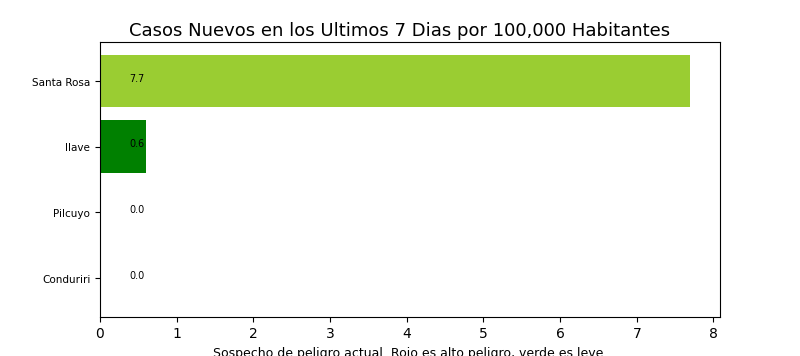 Casos Nuevos en los Ultimos 7 Dias por 100,000 Habitantes
Santa Rosa 7.7
Ilave 0.6
Pilcuyo 0.0
Conduriri 0.0
0 1 2 3 4 5 6 7 8
Sospecho de peligro actual. Rojo es alto peligro, verde es leve